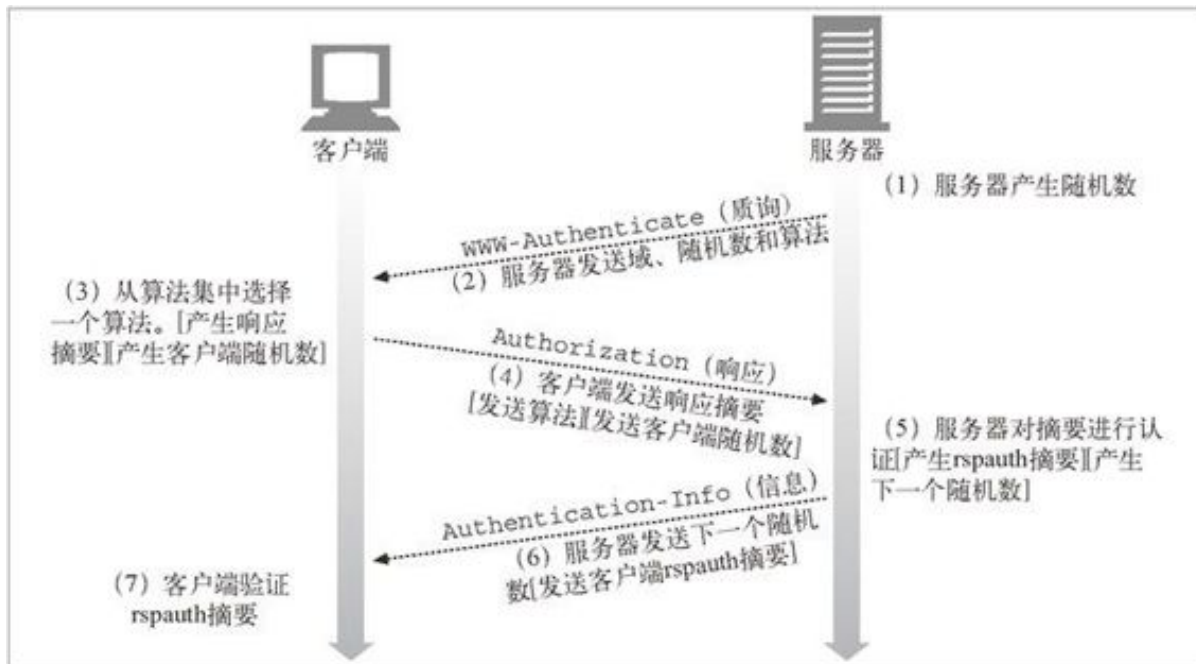 客户端
服务器
(1) 服务器产生随机数
WWW-Authenticate (质询)
(2) 服务器发送域、随机数和算法
(3) 从算法集中选择
一个算法。[产生响应
摘要][产生客户端随机数]
Authorization (响应)
(4) 客户端发送响应摘要
[发送算法][发送客户端随机数]
(5) 服务器对摘要进行认
证[产生rspauth摘要][产生
下一个随机数]
Authentication-Info (信息)
(6) 服务器发送下一个随机
数[发送客户端rspauth摘要]
(7) 客户端验证
rspauth摘要